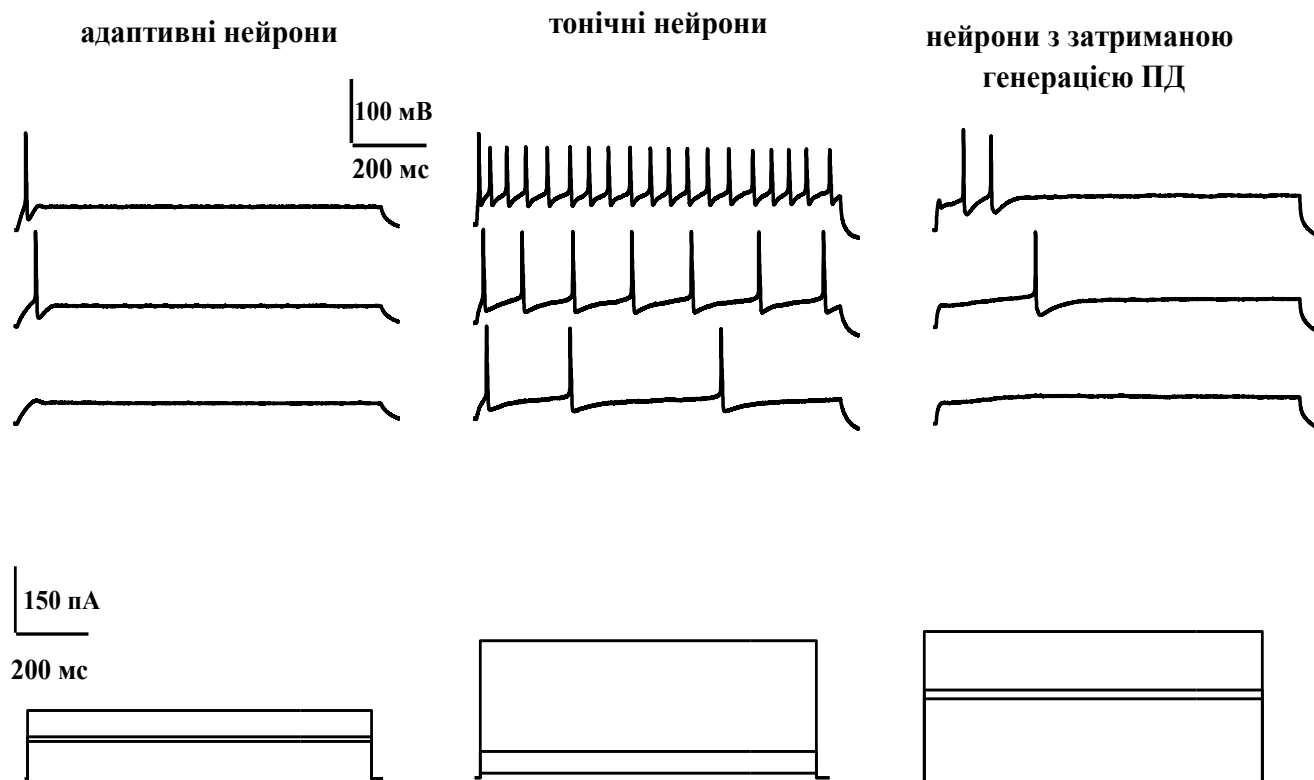 адаптивні нейрони
тонічні нейрони
нейрони з затриманою
генерацією ПД
100 мВ
200 мс
150 пА
200 мс